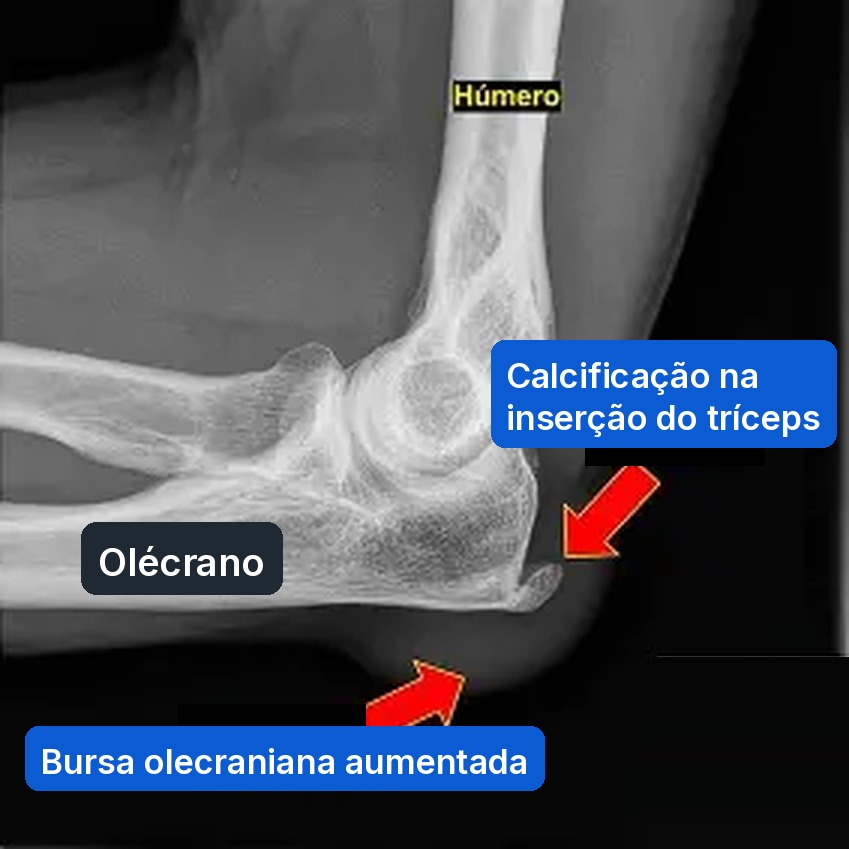 Húmero
Calcificação na
inserção do tríceps
Olécrano
Bursa olecraniana aumentada